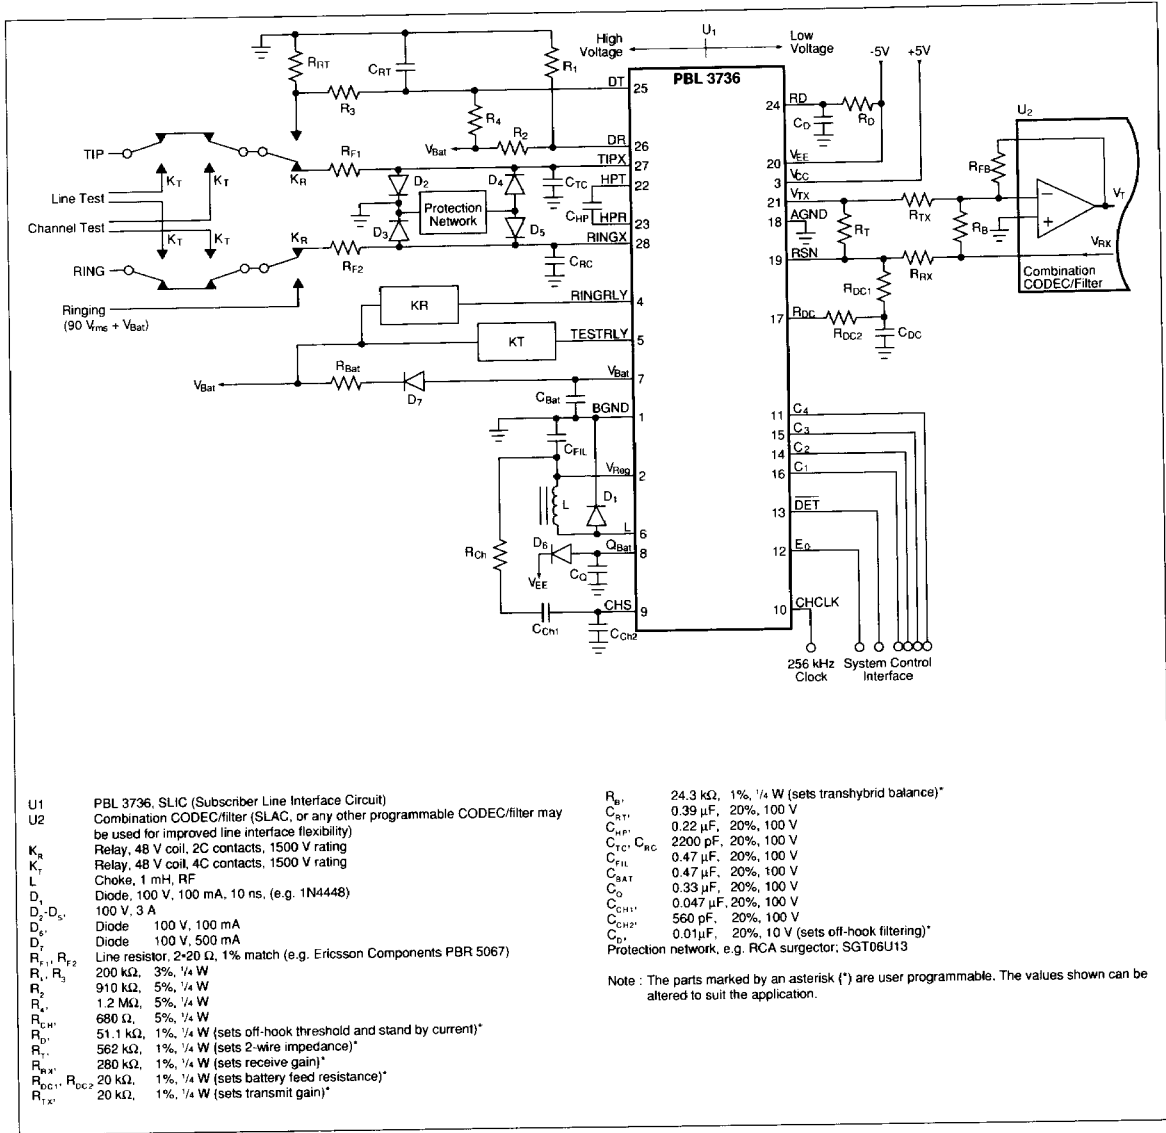 High Voltage
U1
Low Voltage
-5V
+5V
RRT
CRT
R1
DT
25
PBL 3736
24
RD
RD
CD
U2
R3
R4
R2
VBat
DR
26
TIPX
27
HPT
22
HPR
23
RINGX
28
20
VEE
3
VCC
21
VTX
18
AGND
19
RSN
RTX
RT
RRX
RB
RFB
VT
VRX
Combination
CODEC/Filter
TIP
KT
KT
KR
Line Test
Channel Test
KT
KT
KR
RING
Ringing
(90 Vrms + VBat)
RF1
RF2
D2
D4
D3
D5
Protection
Network
CTC
CHP
CRC
17
RDC
RDC1
RDC2
CDC
KR
RINGRLY
4
KT
TESTRLY
5
VBat
RBat
D7
VBat
7
CBat
BGND
1
CFIL
VReg
2
L
D1
L
6
QBat
8
D6
VEE
CQ
RCh
CHS
9
CCh1
CCh2
11
C4
15
C3
14
C2
16
C1
13
DET
12
E0
10
CHCLK
256 kHz
Clock
System Control
Interface
U1 PBL 3736, SLIC (Subscriber Line Interface Circuit)
U2 Combination CODEC/filter (SLAC, or any other programmable CODEC/filter may
be used for improved line interface flexibility)
KR Relay, 48 V coil, 2C contacts, 1500 V rating
KT Relay, 48 V coil, 4C contacts, 1500 V rating
L Choke, 1 mH, RF
D1 Diode, 100 V, 100 mA, 10 ns, (e.g. 1N4448)
D2-D5, 100 V, 3 A
D6, Diode 100 V, 100 mA
D7 Diode 100 V, 500 mA
RF1, RF2 Line resistor, 2•20 Ω, 1% match (e.g. Ericsson Components PBR 5067)
R1, R3 200 kΩ, 3%, 1/4 W
R2 910 kΩ, 5%, 1/4 W
R4, 1.2 MΩ, 5%, 1/4 W
RCH, 680 Ω, 5%, 1/4 W
RD, 51.1 kΩ, 1%, 1/4 W (sets off-hook threshold and stand by current)*
RT, 562 kΩ, 1%, 1/4 W (sets 2-wire impedance)*
RRX, 280 kΩ, 1%, 1/4 W (sets receive gain)*
RDC1, RDC2 20 kΩ, 1%, 1/4 W (sets battery feed resistance)*
RTX, 20 kΩ, 1%, 1/4 W (sets transmit gain)*
RB, 24.3 kΩ, 1%, 1/4 W (sets transhybrid balance)*
CRT, 0.39 µF, 20%, 100 V
CHP, 0.22 µF, 20%, 100 V
CTC, CRC 2200 pF, 20%, 100 V
CFIL 0.47 µF, 20%, 100 V
CBAT 0.47 µF, 20%, 100 V
CQ 0.33 µF, 20%, 100 V
CCH1, 0.047 µF, 20%, 100 V
CCH2, 560 pF, 20%, 100 V
CD, 0.01µF, 20%, 10 V (sets off-hook filtering)*
Protection network, e.g. RCA surgector; SGT06U13
Note : The parts marked by an asterisk (*) are user programmable. The values shown can be
altered to suit the application.